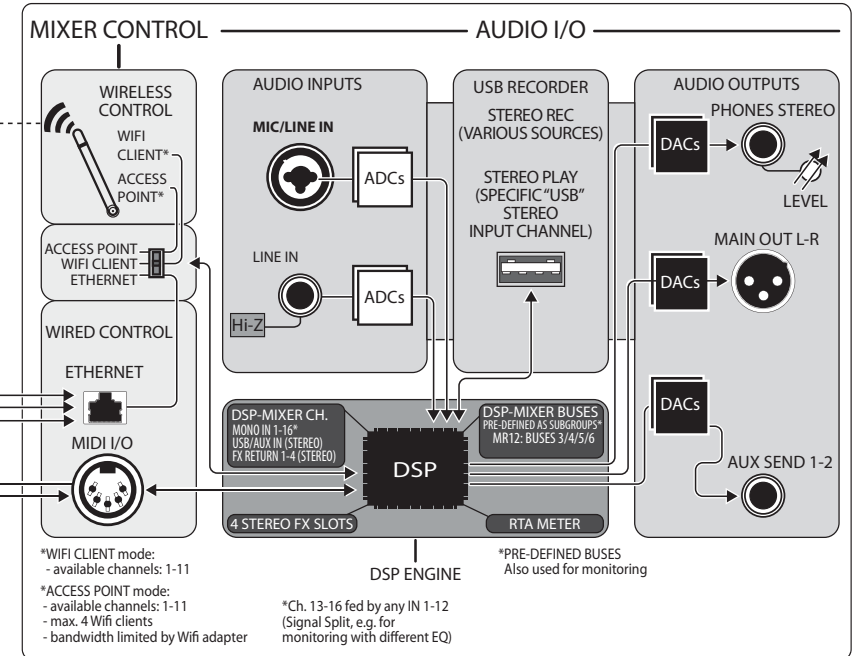 MIXER CONTROL
AUDIO I/O
WIRELESS
CONTROL
WIFI
CLIENT*
ACCESS
POINT*
ACCESS POINT
WIFI CLIENT
ETHERNET
WIRED CONTROL
ETHERNET
MIDI I/O
AUDIO INPUTS
MIC/LINE IN
ADCs
LINE IN
ADCs
Hi-Z
USB RECORDER
STEREO REC
(VARIOUS SOURCES)
STEREO PLAY
(SPECIFIC "USB"
STEREO
INPUT CHANNEL)
AUDIO OUTPUTS
PHONES STEREO
DACs
LEVEL
MAIN OUT L-R
DACs
DACs
AUX SEND 1-2
DSP-MIXER CH.
MONO IN 1-16*
USB/AUX IN (STEREO)
FX RETURN 1-4 (STEREO)
DSP-MIXER BUSES
PRE-DEFINED AS SUBGROUPS*
MR12: BUSES 3/4/5/6
DSP
4 STEREO FX SLOTS
RTA METER
DSP ENGINE
*WIFI CLIENT mode:
- available channels: 1-11
*ACCESS POINT mode:
- available channels: 1-11
- max. 4 Wifi clients
- bandwidth limited by Wifi adapter
*Ch. 13-16 fed by any IN 1-12
(Signal Split, e.g. for
monitoring with different EQ)
*PRE-DEFINED BUSES
Also used for monitoring